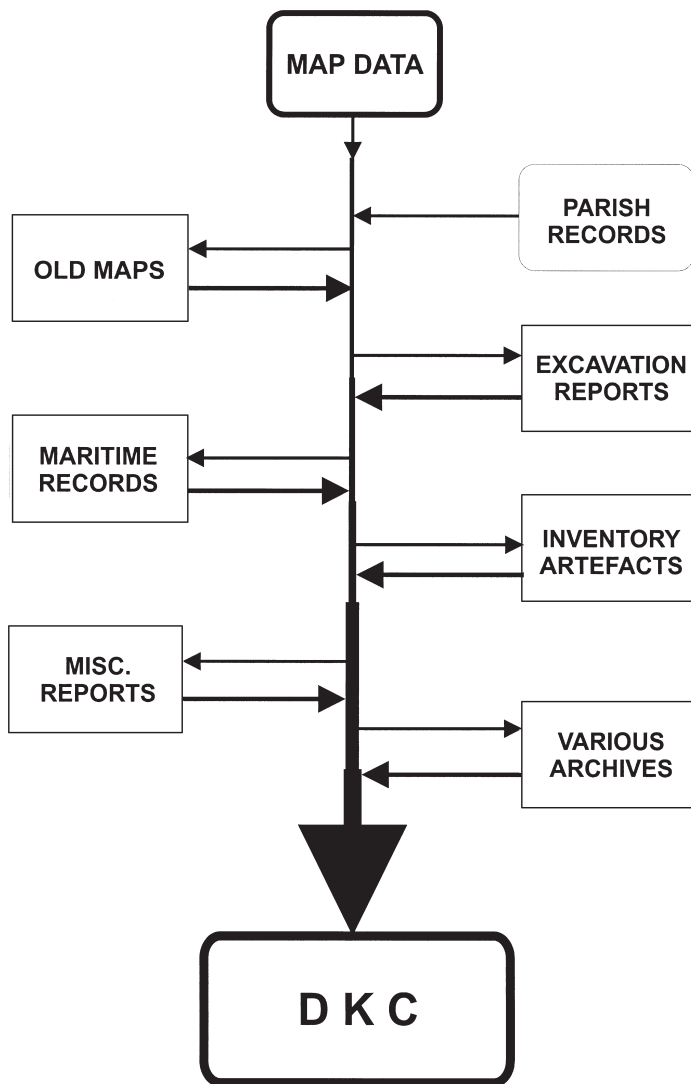 MAP DATA
PARISH
RECORDS
OLD MAPS
EXCAVATION
REPORTS
MARITIME
RECORDS
INVENTORY
ARTEFACTS
MISC.
REPORTS
VARIOUS
ARCHIVES
D K C